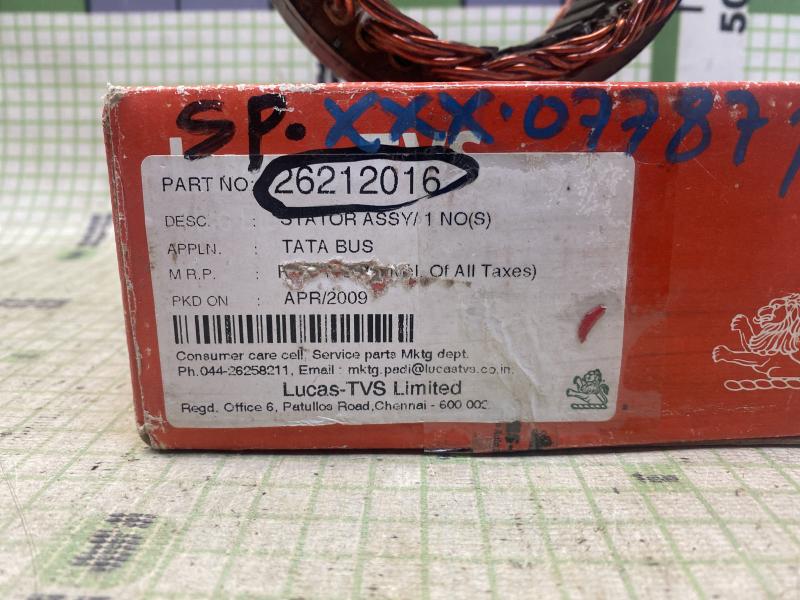 SP. XXX.07787
TVS
PART NO: 26212016
DESC. : STATOR ASSY/ 1 NO(S)
APPLN. : TATA BUS
M R.P. : Of All Taxes)
PKD ON : APR/2009
Consumer care cell, Service parts Mktg dept.
Ph.044-26258211, Email : mktg.padi@lucastvs.co.in.
Lucas-TVS Limited
Regd. Office 6, Patullos Road,Chennai - 600 002.